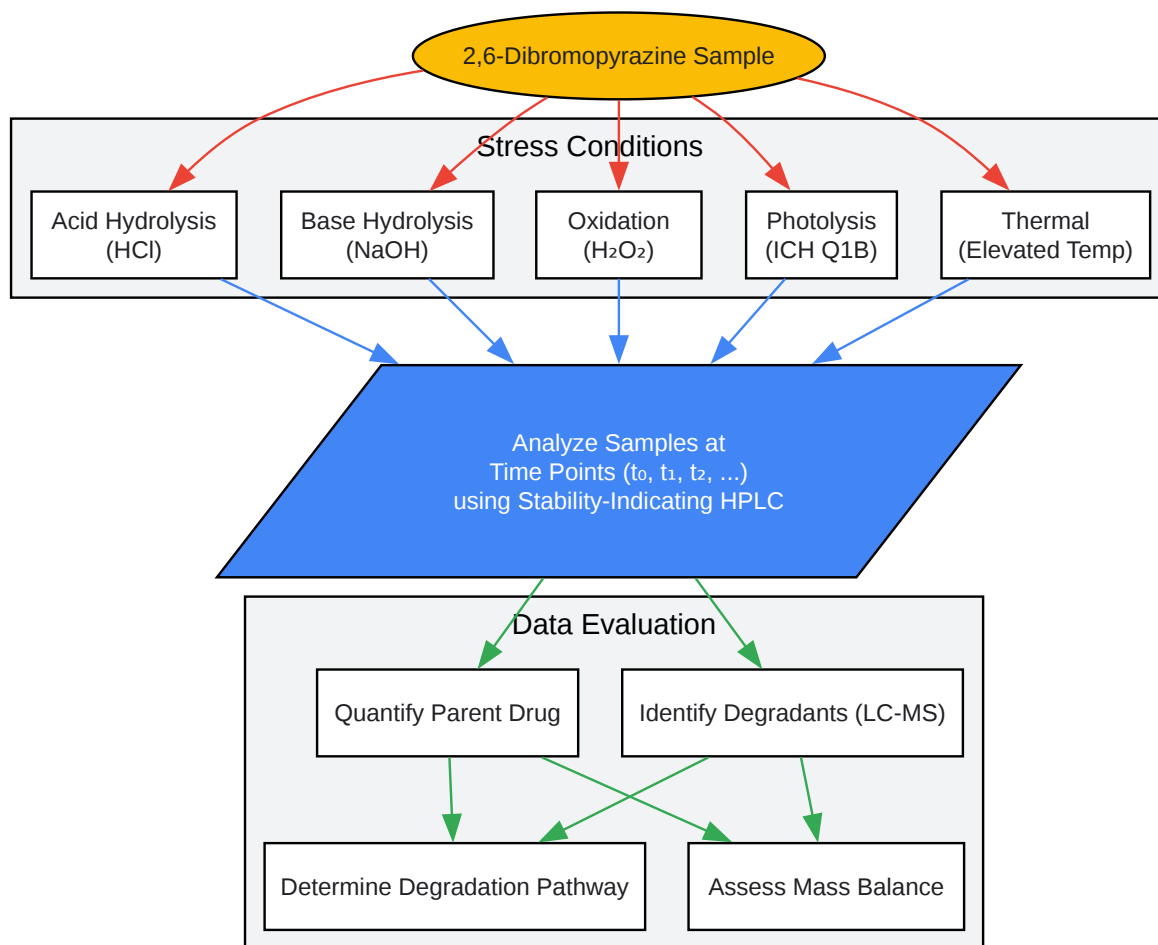 2,6-Dibromopyrazine Sample
Stress Conditions
Acid Hydrolysis
(HCl)
Base Hydrolysis
(NaOH)
Oxidation
(H₂O₂)
Photolysis
(ICH Q1B)
Thermal
(Elevated Temp)
Analyze Samples at
Time Points (t₀, t₁, t₂, ...)
using Stability-Indicating HPLC
Data Evaluation
Quantify Parent Drug
Identify Degradants (LC-MS)
Determine Degradation Pathway
Assess Mass Balance